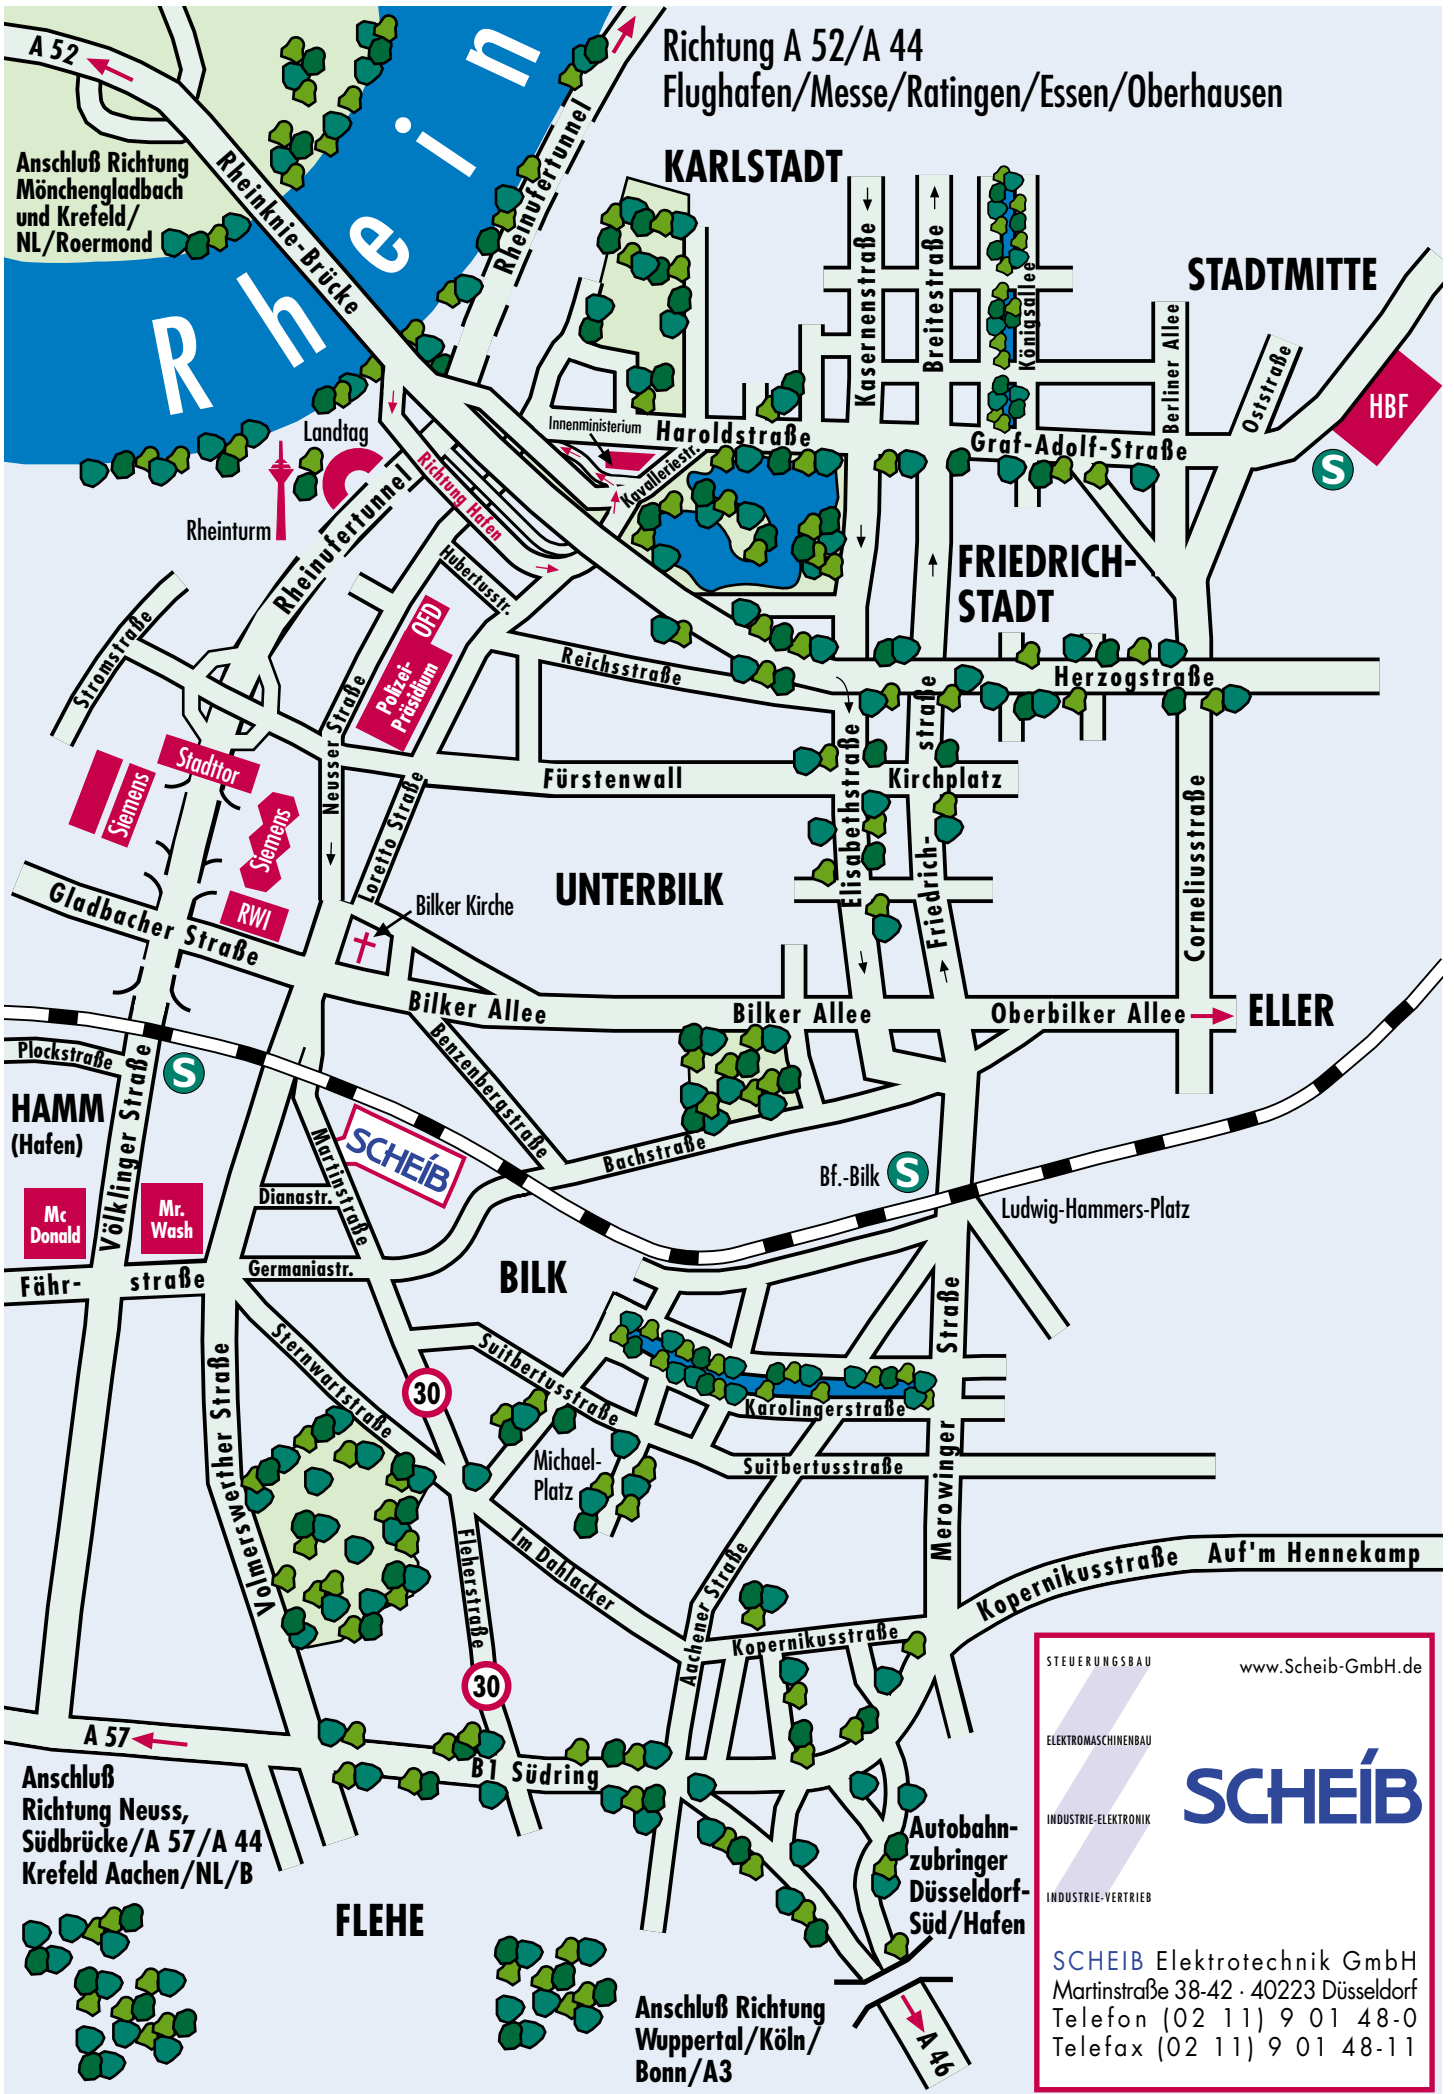 A 52
Rhein
Richtung A 52/A 44
Flughafen/Messe/Ratingen/Essen/Oberhausen
Rheinufertunnel
Anschluß Richtung
Mönchengladbach
und Krefeld/
NL/Roermond
Rheinknie-Brücke
KARLSTADT
Kasernenstraße
Breitestraße
Königsallee
STADTMITTE
Berliner Allee
Oststraße
HBF
S
Landtag
Rheinturm
Innenministerium
Haroldstraße
Graf-Adolf-Straße
Kavalleriestr.
Richtung Hafen
Rheinufertunnel
Hubertusstr.
FRIEDRICH-
STADT
Stromstraße
OFD
Polizei-
Präsidium
Reichsstraße
Herzogstraße
Neusser Straße
Stadttor
Siemens
Siemens
RWI
Loretto Straße
Fürstenwall
Kirchplatz
Elisabethstraße
Friedrich-
straße
Corneliusstraße
Gladbacher Straße
UNTERBILK
Bilker Kirche
Bilker Allee
Bilker Allee
Oberbilker Allee
ELLER
Plockstraße
S
HAMM
(Hafen)
Völklinger Straße
Benzenbergstraße
Martinstraße
SCHEIB
Bachstraße
Bf.-Bilk
S
Ludwig-Hammers-Platz
Mc
Donald
Mr.
Wash
Dianastr.
Germaniastr.
Fähr-
straße
BILK
Sternwartstraße
Suitbertusstraße
30
Karolingerstraße
Merowinger Straße
Suitbertusstraße
Michael-
Platz
Volmerswerther Straße
Fleherstraße
Im Dahlacker
Aachener Straße
Kopernikusstraße
Kopernikusstraße
Auf'm Hennekamp
30
A 57
B1 Südring
Anschluß
Richtung Neuss,
Südbrücke/A 57/A 44
Krefeld Aachen/NL/B
FLEHE
Autobahn-
zubringer
Düsseldorf-
Süd/Hafen
Anschluß Richtung
Wuppertal/Köln/
Bonn/A3
A 46
STEUERUNGSBAU
www.Scheib-GmbH.de
ELEKTROMASCHINENBAU
SCHEIB
INDUSTRIE-ELEKTRONIK
INDUSTRIE-VERTRIEB
SCHEIB Elektrotechnik GmbH
Martinstraße 38-42 · 40223 Düsseldorf
Telefon (02 11) 9 01 48-0
Telefax (02 11) 9 01 48-11